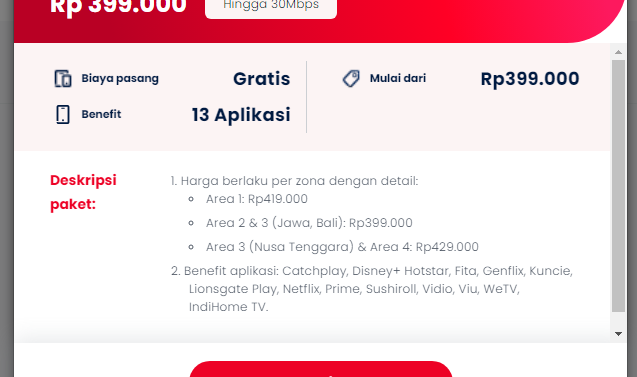 Rp 399.000
Hingga 30Mbps
Biaya pasang
Gratis
Mulai dari
Rp399.000
Benefit
13 Aplikasi
Deskripsi
paket:
1. Harga berlaku per zona dengan detail:
Area 1: Rp419.000
Area 2 & 3 (Jawa, Bali): Rp399.000
Area 3 (Nusa Tenggara) & Area 4: Rp429.000
2. Benefit aplikasi: Catchplay, Disney+ Hotstar, Fita, Genflix, Kuncie,
Lionsgate Play, Netflix, Prime, Sushiroll, Vidio, Viu, WeTV,
IndiHome TV.